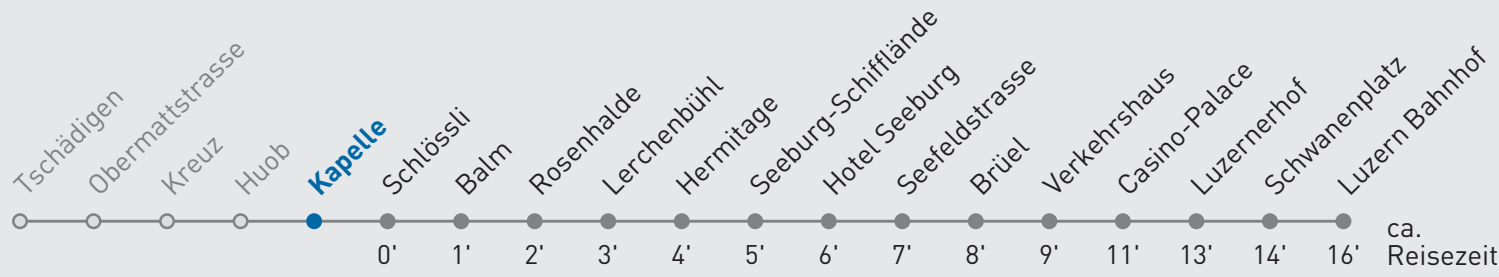 Tschädigen
Obermattstrasse
Kreuz
Huob
Kapelle
Schlössli
Balm
Rosenhalde
Lerchenbühl
Hermitage
Seeburg-Schifflände
Hotel Seeburg
Seefeldstrasse
Brüel
Verkehrshaus
Casino-Palace
Luzernerhof
Schwanenplatz
Luzern Bahnhof
0' 1' 2' 3' 4' 5' 6' 7' 8' 9' 11' 13' 14' 16'
ca.
Reisezeit